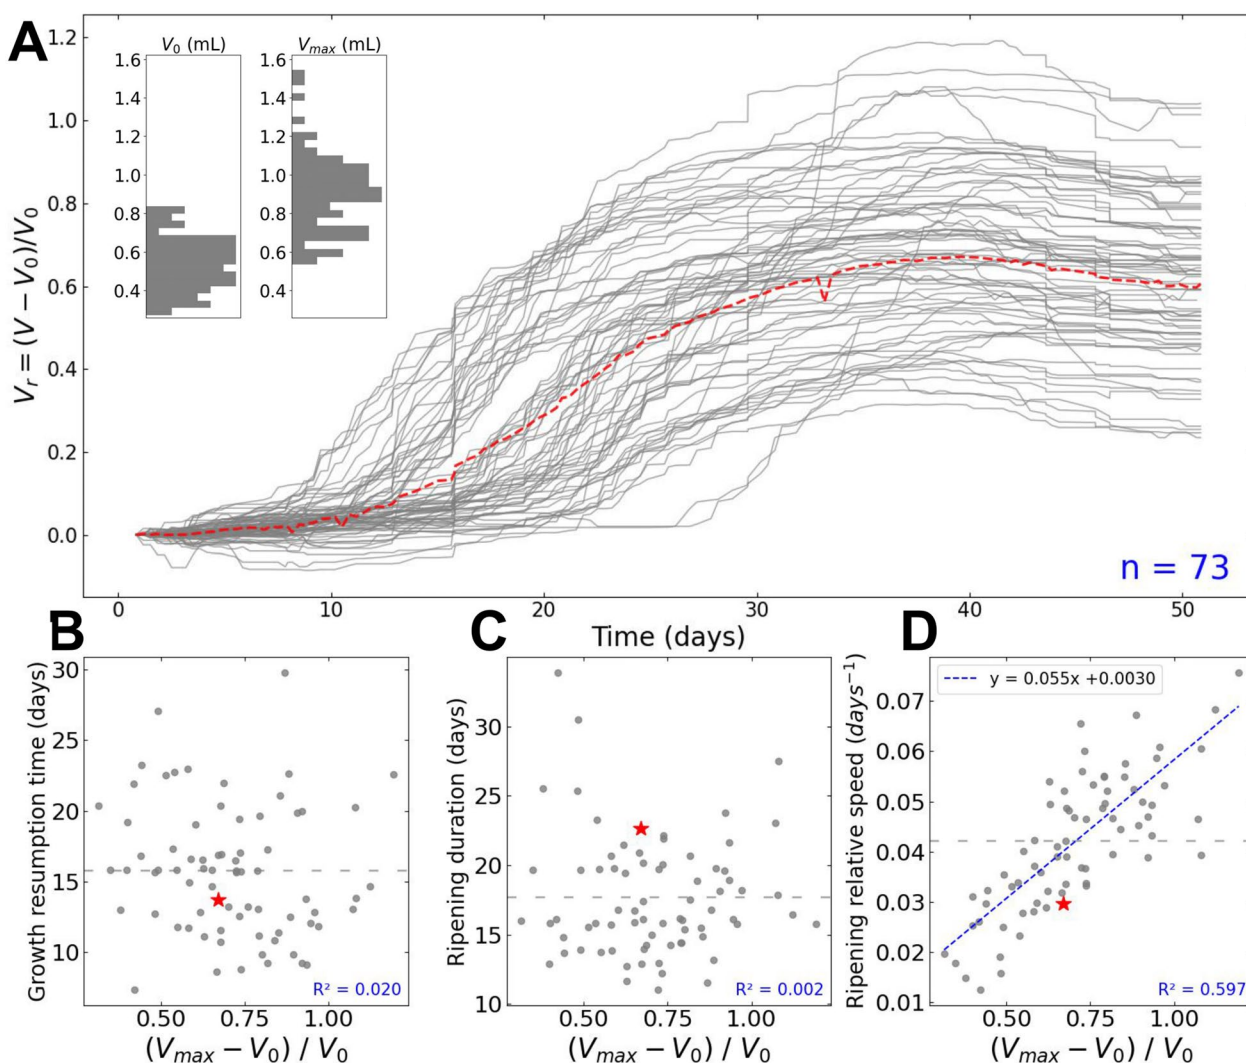 A
V₀ (mL)
1.6
1.4
1.2
1.0
0.8
0.6
0.4
V_max (mL)
1.6
1.4
1.2
1.0
0.8
0.6
0.4
V_r = (V − V₀)/V₀
1.2
1.0
0.8
0.6
0.4
0.2
0.0
n = 73
0 10 20 30 40 50
Time (days)
B
Growth resumption time (days)
30
25
20
15
10
R² = 0.020
0.50 0.75 1.00
(V_max − V₀) / V₀
C
Ripening duration (days)
30
25
20
15
10
R² = 0.002
0.50 0.75 1.00
(V_max − V₀) / V₀
D
Ripening relative speed (days⁻¹)
y = 0.055x +0.0030
0.07
0.06
0.05
0.04
0.03
0.02
0.01
R² = 0.597
0.50 0.75 1.00
(V_max − V₀) / V₀